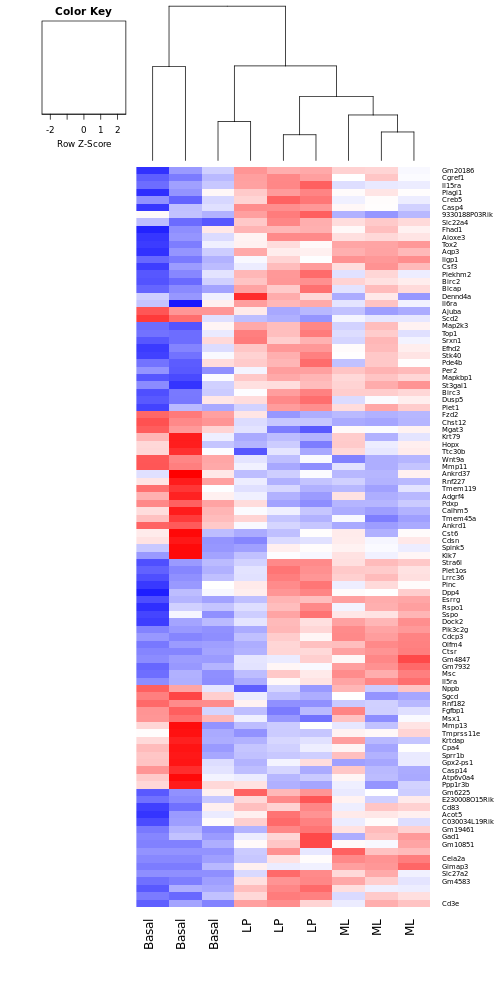 Color Key
-2 0 1 2
Row Z-Score
Gm20186
Cgref1
Il15ra
Plagl1
Creb5
Casp4
9330188P03Rik
Slc22a4
Fhad1
Aloxe3
Tox2
Aqp3
Iigp1
Csf3
Plekhm2
Birc2
Blcap
Dennd4a
Il6ra
Ajuba
Scd2
Map2k3
Top1
Srxn1
Efhd2
Stk40
Pde4b
Per2
Mapkbp1
St3gal1
Birc3
Dusp5
Plet1
Fzd2
Chst12
Mgat3
Krt79
Hopx
Ttc30b
Wnt9a
Mmp11
Ankrd37
Rnf227
Tmem119
Adgrf4
Pdxp
Calhm5
Tmem45a
Ankrd1
Cst6
Cdsn
Spink5
Klk7
Stra6l
Plet1os
Lrrc36
Pinc
Dpp4
Esrrg
Rspo1
Sspo
Dock2
Pik3c2g
Cdcp3
Olfm4
Ctsr
Gm4847
Gm7932
Msc
Il5ra
Nppb
Sgcd
Rnf182
Fgfbp1
Msx1
Mmp13
Tmprss11e
Krtdap
Cpa4
Sprr1b
Gpx2-ps1
Casp14
Atp6v0a4
Ppp1r3b
Gm6225
E230008O15Rik
Cd83
Acot5
C030034L19Rik
Gm19461
Gad1
Gm10851
Cela2a
Gimap3
Slc27a2
Gm4583
Cd3e
Basal
Basal
Basal
LP
LP
LP
ML
ML
ML